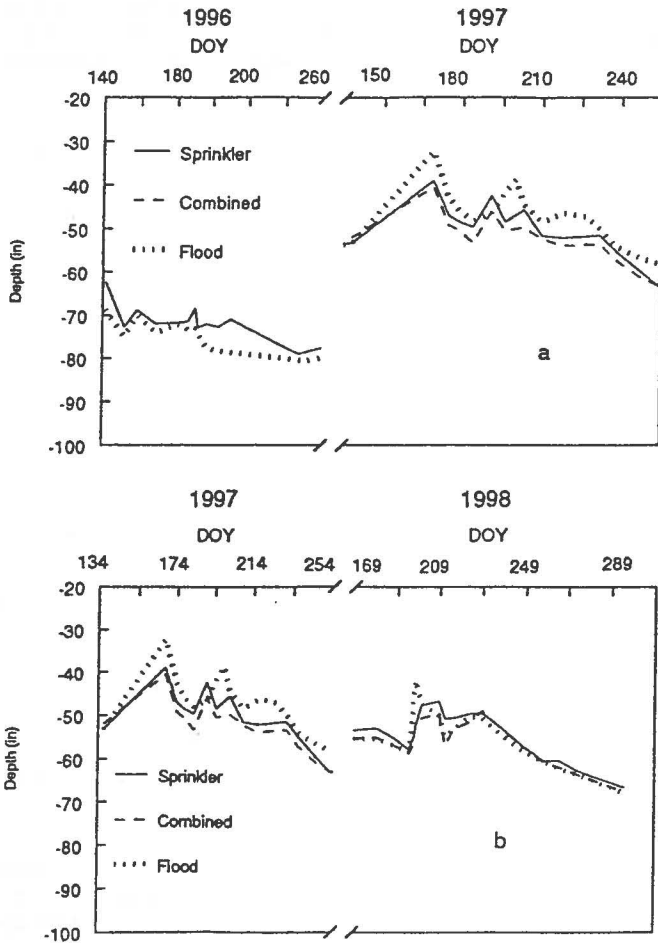 1996 1997
DOY DOY
140 160 180 200 260 150 180 210 240
-20
-30
-40
-50
-60
-70
-80
-90
-100
Depth (in)
Sprinkler
Combined
Flood
a
1997 1998
DOY DOY
134 174 214 254 169 209 249 289
-20
-30
-40
-50
-60
-70
-80
-90
-100
Depth (in)
Sprinkler
Combined
Flood
b